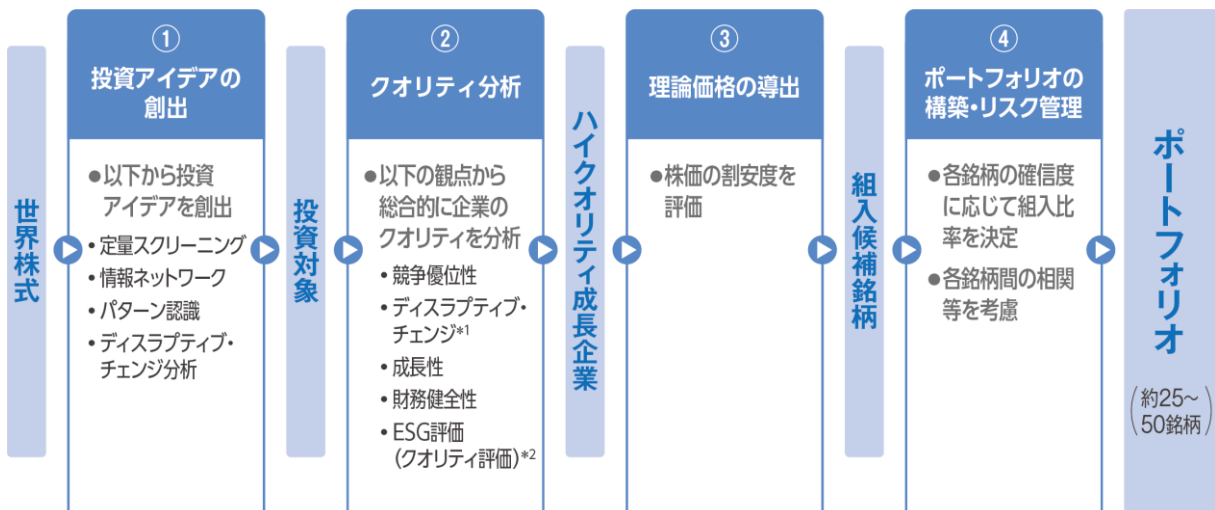 世界株式
①
投資アイデアの
創出
●以下から投資
アイデアを創出
• 定量スクリーニング
• 情報ネットワーク
• パターン認識
• ディスラプティブ・
チェンジ分析
投資対象
②
クオリティ分析
●以下の観点から
総合的に企業の
クオリティを分析
• 競争優位性
• ディスラプティブ・
チェンジ*1
• 成長性
• 財務健全性
• ESG評価
(クオリティ評価)*2
ハイクオリティ成長企業
③
理論価格の導出
●株価の割安度を
評価
組入候補銘柄
④
ポートフォリオの
構築・リスク管理
●各銘柄の確信度
に応じて組入比
率を決定
●各銘柄間の相関
等を考慮
ポートフォリオ
(約25〜
50銘柄)